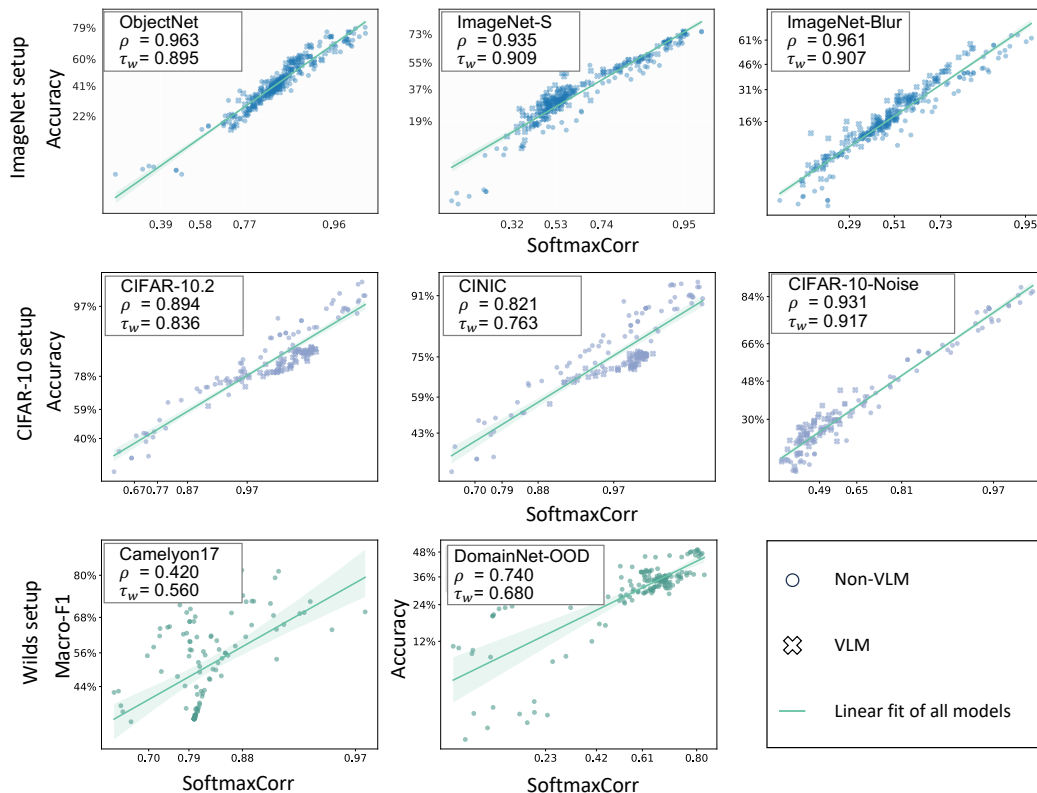 ImageNet setup
Accuracy
ObjectNet
ρ = 0.963
τw = 0.895
79%
60%
41%
22%
0.39 0.58 0.77 0.96
ImageNet-S
ρ = 0.935
τw = 0.909
73%
55%
37%
19%
0.32 0.53 0.74 0.95
ImageNet-Blur
ρ = 0.961
τw = 0.907
61%
46%
31%
16%
0.29 0.51 0.73 0.95
SoftmaxCorr
CIFAR-10 setup
Accuracy
CIFAR-10.2
ρ = 0.894
τw = 0.836
97%
78%
59%
40%
0.67 0.77 0.87 0.97
CINIC
ρ = 0.821
τw = 0.763
91%
75%
59%
43%
0.70 0.79 0.88 0.97
CIFAR-10-Noise
ρ = 0.931
τw = 0.917
84%
66%
48%
30%
0.49 0.65 0.81 0.97
SoftmaxCorr
Wilds setup
Macro-F1
Camelyon17
ρ = 0.420
τw = 0.560
80%
68%
56%
44%
0.70 0.79 0.88 0.97
SoftmaxCorr
Accuracy
DomainNet-OOD
ρ = 0.740
τw = 0.680
48%
36%
24%
12%
0.23 0.42 0.61 0.80
SoftmaxCorr
Non-VLM
VLM
Linear fit of all models